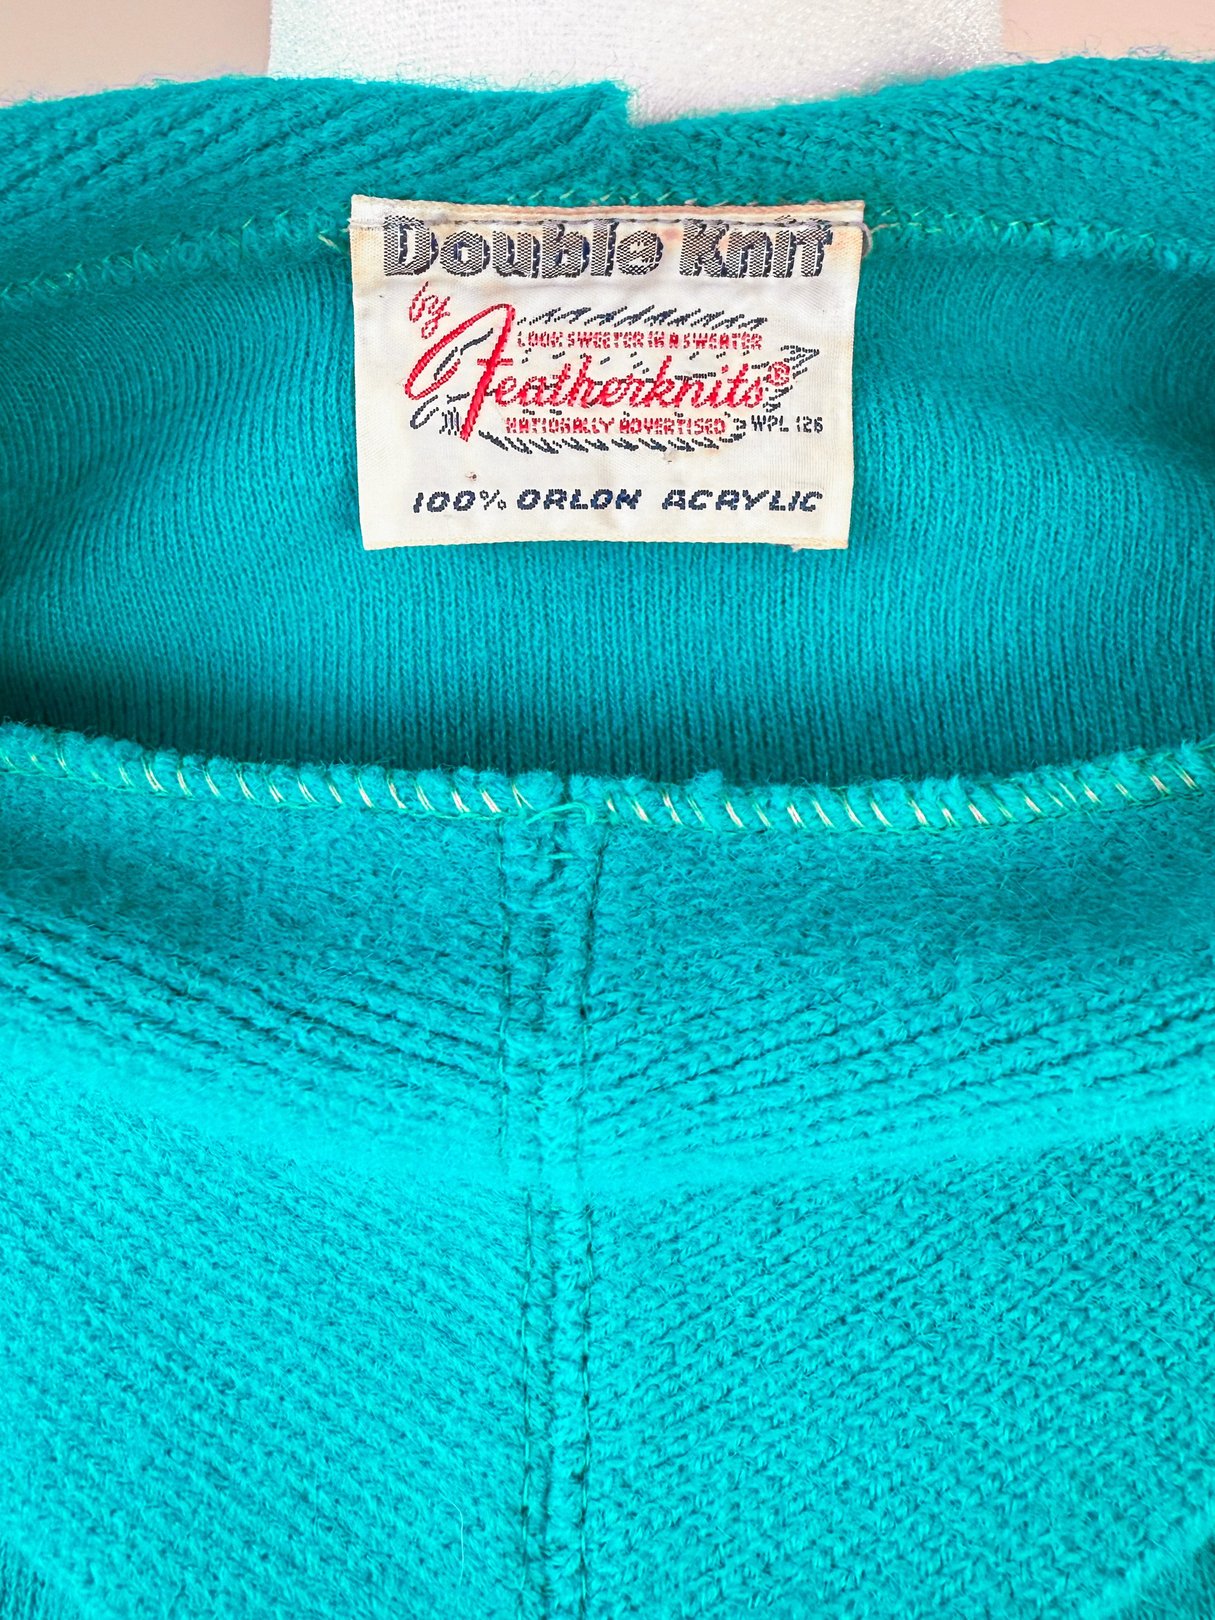 Double Knit
by
LOOK SWEETER IN A SWEATER
Featherknits®
NATIONALLY ADVERTISED WPL 126
100% ORLON ACRYLIC